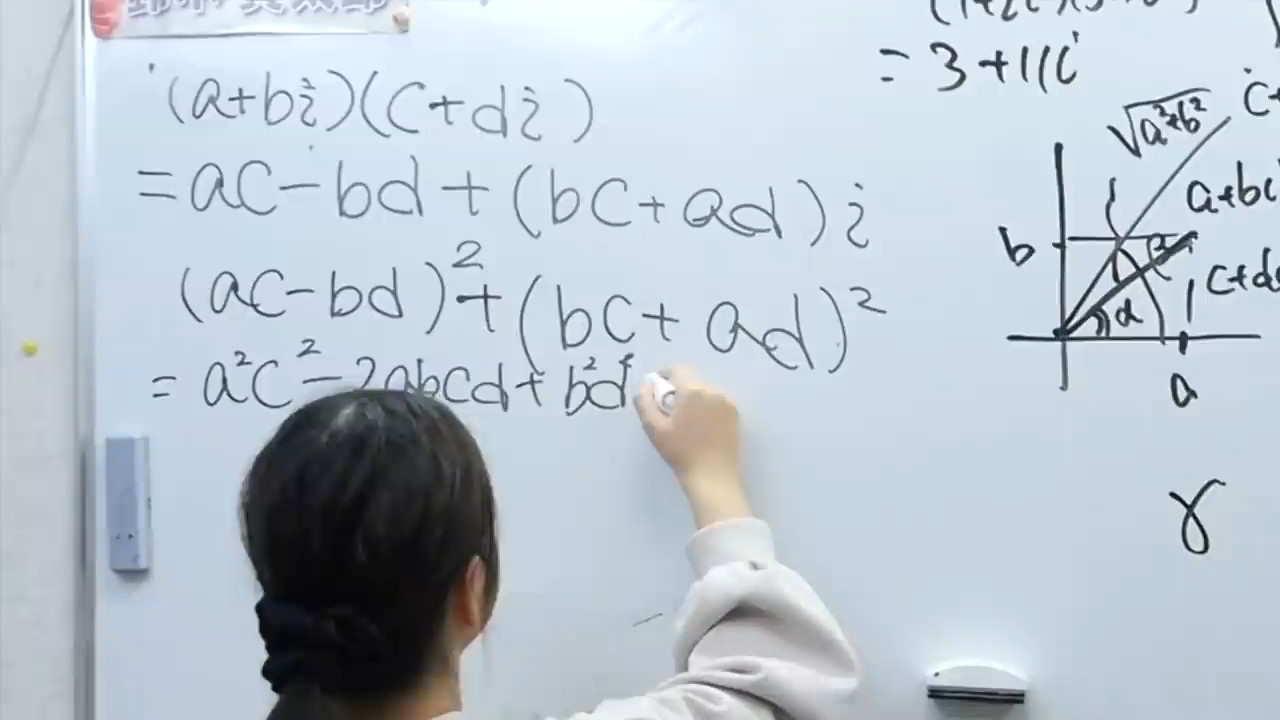 (a+bi)(c+di)
=ac-bd+(bc+ad)i
(ac-bd)²+(bc+ad)²
=a²c²-2abcd+b²d²
=3+11i
√a²+b²
a+bi
c+d
b
α
a
γ